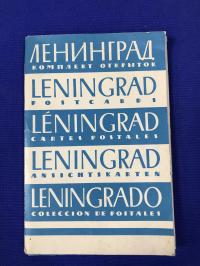 ЛЕНИНГРАД
КОМПЛЕКТ ОТКРЫТОК
LENINGRAD
POSTCARDS
LÉNINGRAD
CARTES POSTALES
LENINGRAD
ANSICHTSKARTEN
LENINGRADO
COLECCION DE POSTALES